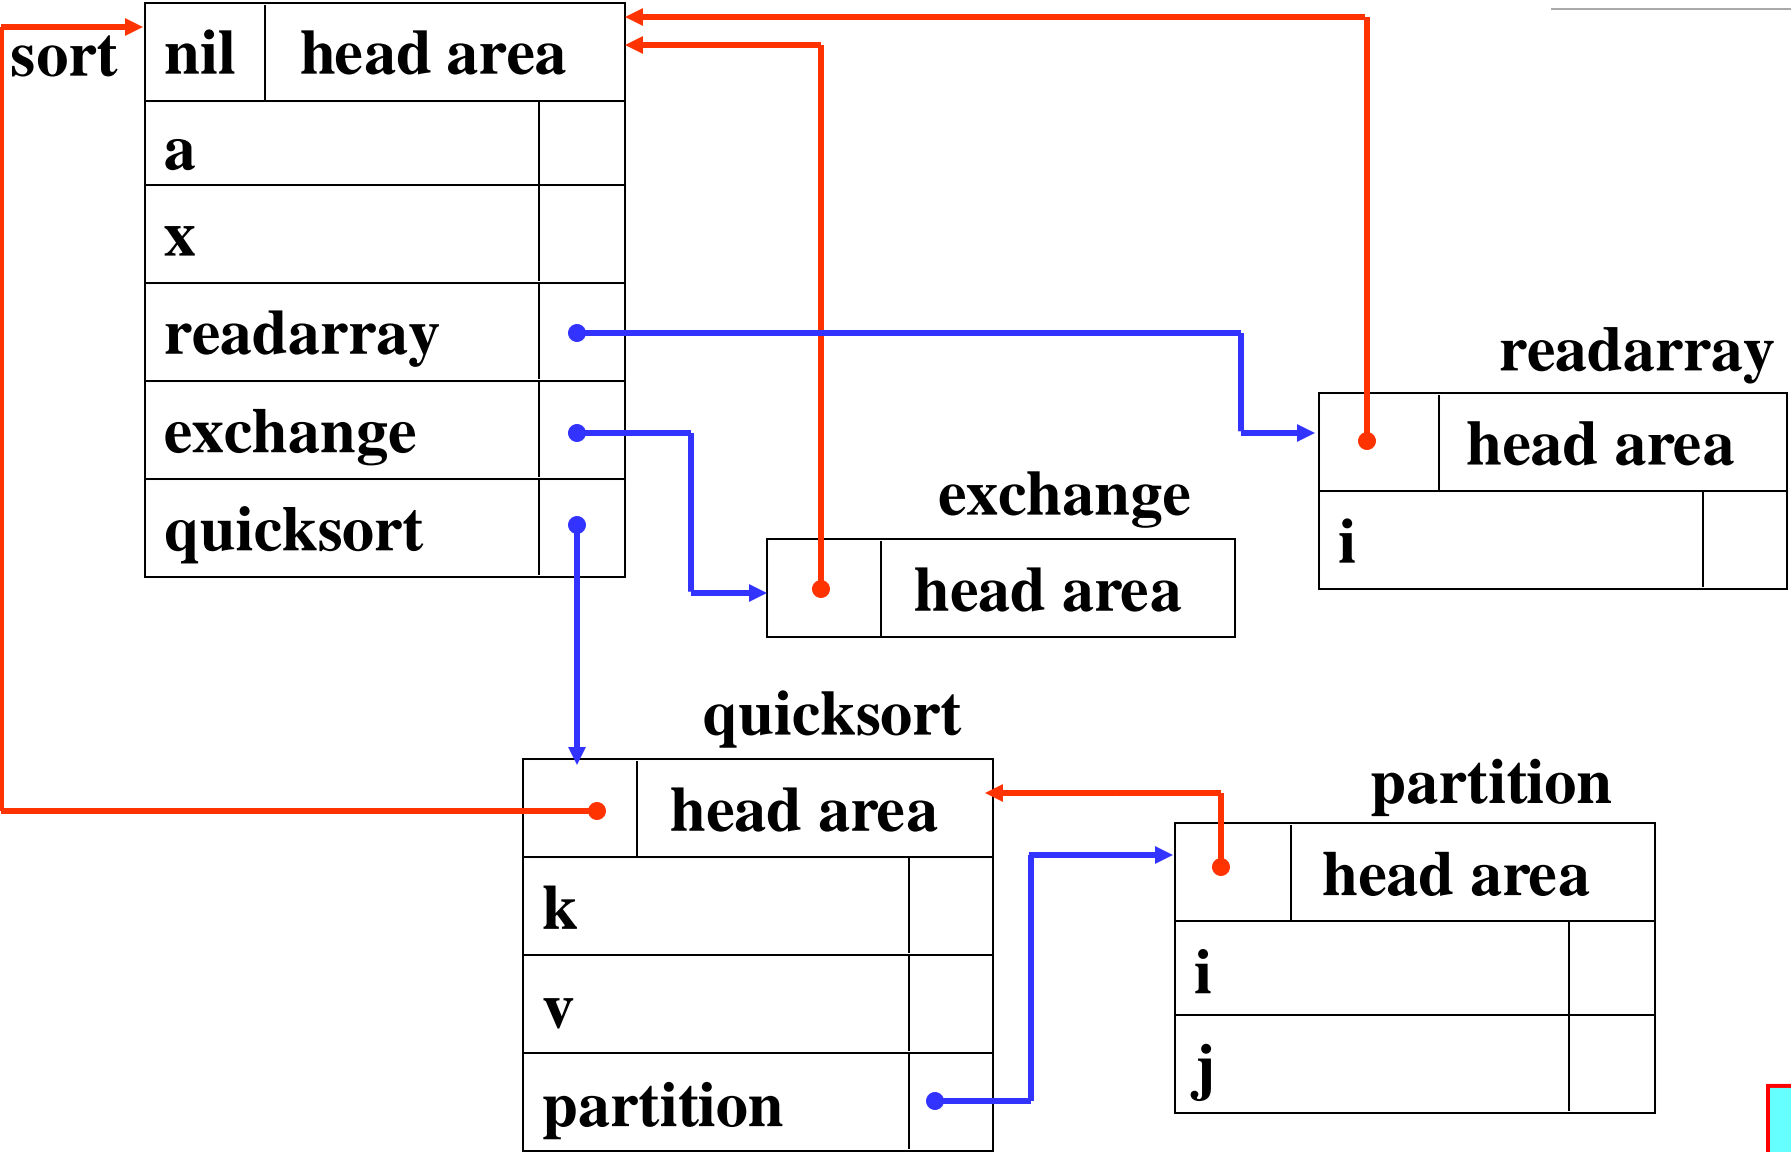 sort
nil head area
a
x
readarray
exchange
quicksort
readarray
head area
i
exchange
head area
quicksort
head area
k
v
partition
partition
head area
i
j